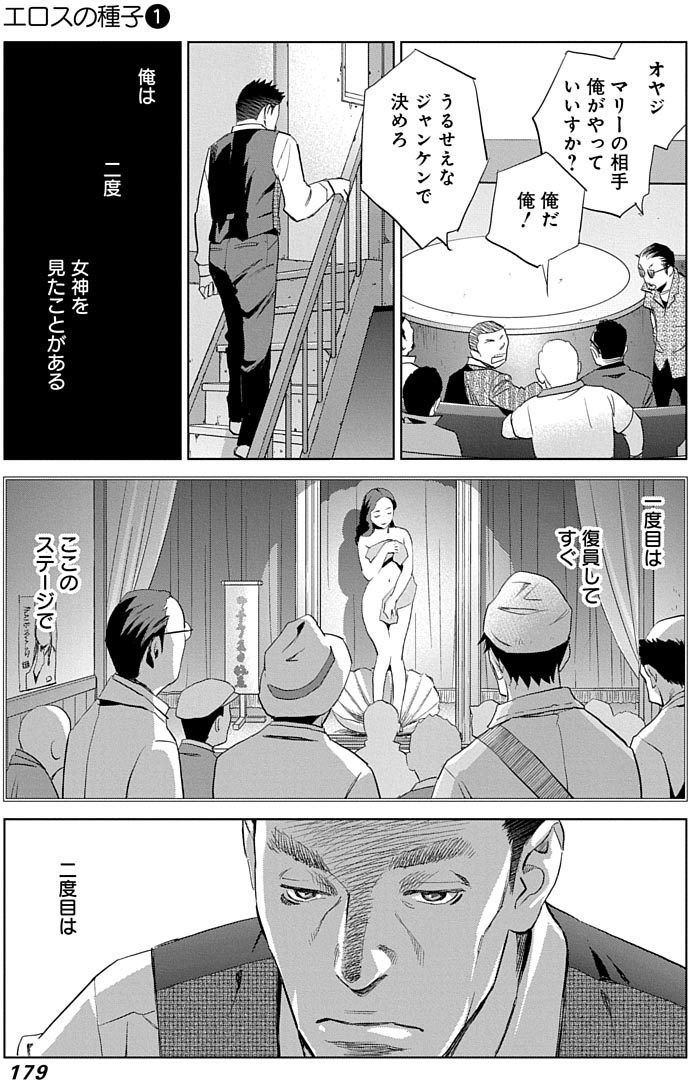 エロスの種子❶
オヤジ
マリーの相手
俺がやって
いいすか？
俺だ
俺！
うるせえな
ジャンケンで
決めろ
俺は
二度
女神を
見たことがある
一度目は
復員して
すぐ
ここの
ステージで
二度目は
179